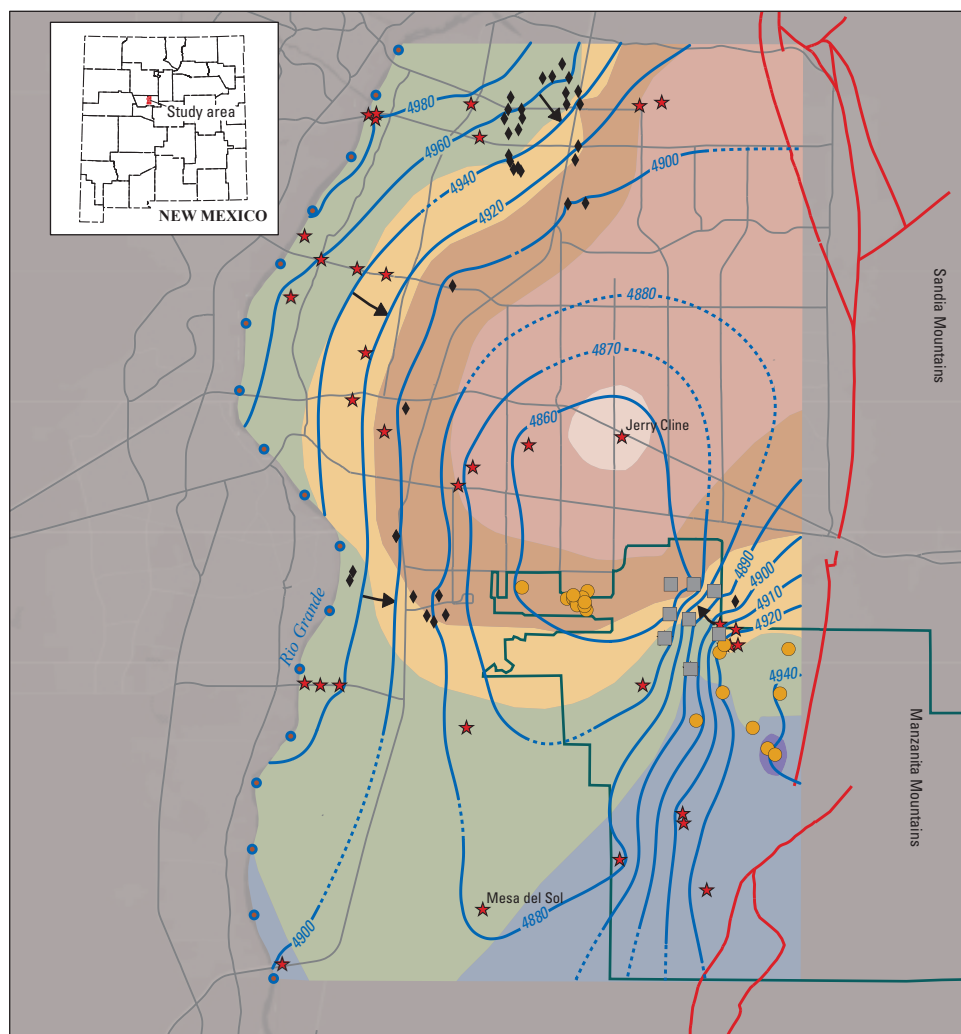 Study area
NEW MEXICO
4980
4960
4940
4920
4900
4880
4870
4860
Jerry Cline
Sandia Mountains
Rio Grande
4890
4900
4910
4920
4940
Manzanita Mountains
Mesa del Sol
4880
4900